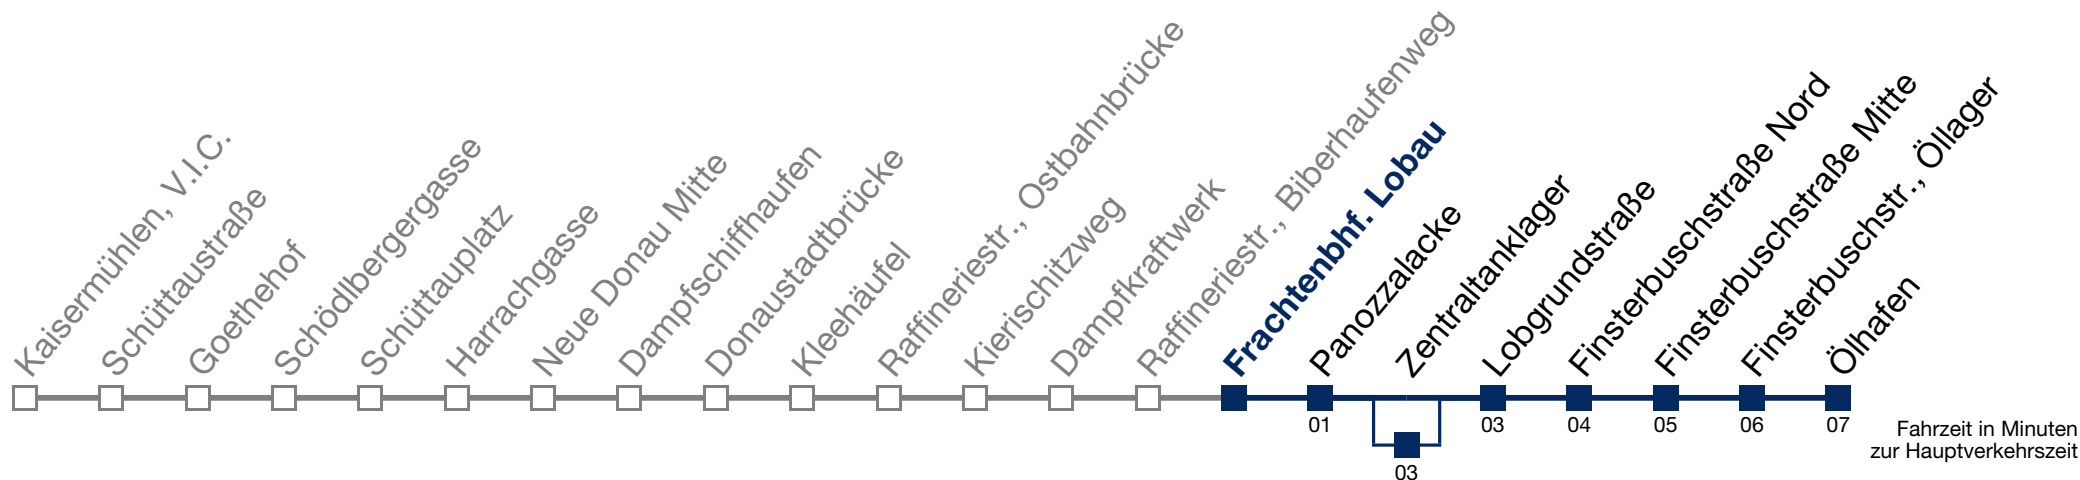 Kaisermühlen, V.I.C.
Schüttaustraße
Goethehof
Schödlbergergasse
Schüttauplatz
Harrachgasse
Neue Donau Mitte
Dampfschiffhaufen
Donaustadtbrücke
Kleehäufel
Raffineriestr., Ostbahnbrücke
Kierischitzweg
Dampfkraftwerk
Raffineriestr., Biberhaufenweg
Frachtenbhf. Lobau
Panozzalacke
Zentraltanklager
Lobgrundstraße
Finsterbuschstraße Nord
Finsterbuschstraße Mitte
Finsterbuschstr., Öllager
Ölhafen
01
03
03
04
05
06
07
Fahrzeit in Minuten
zur Hauptverkehrszeit